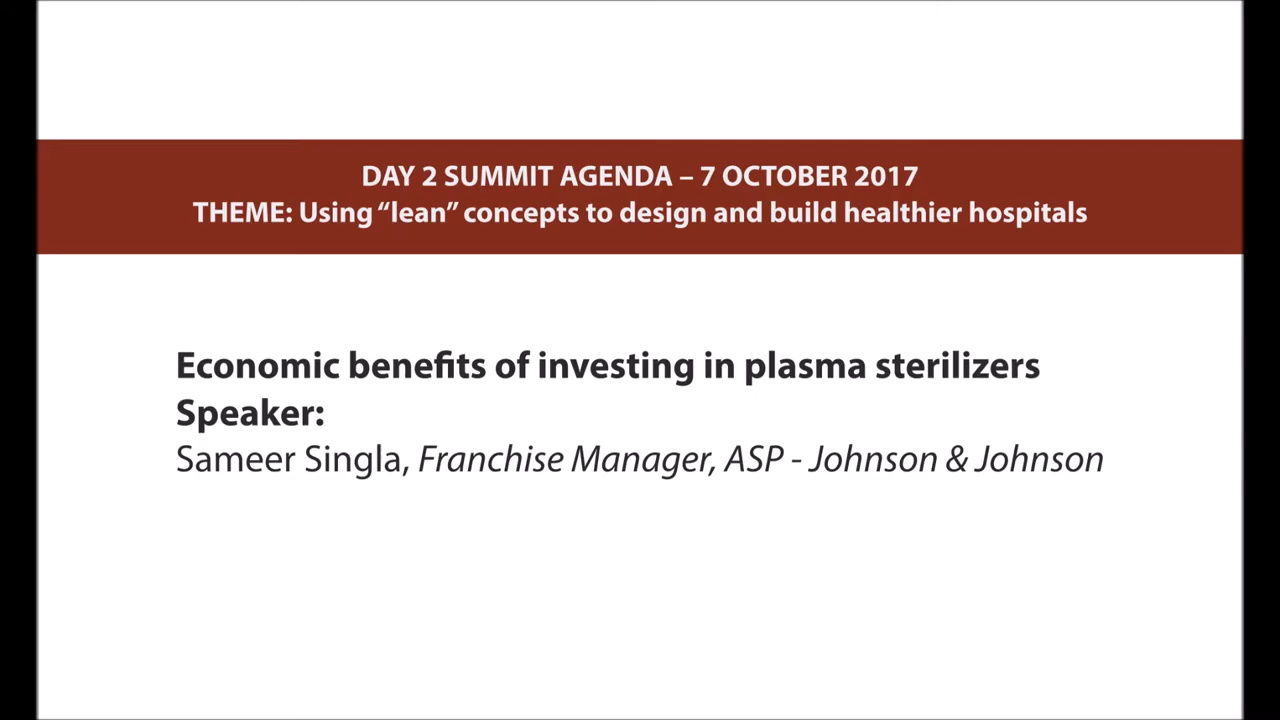 DAY 2 SUMMIT AGENDA – 7 OCTOBER 2017
THEME: Using “lean” concepts to design and build healthier hospitals
Economic benefits of investing in plasma sterilizers
Speaker:
Sameer Singla, Franchise Manager, ASP - Johnson & Johnson